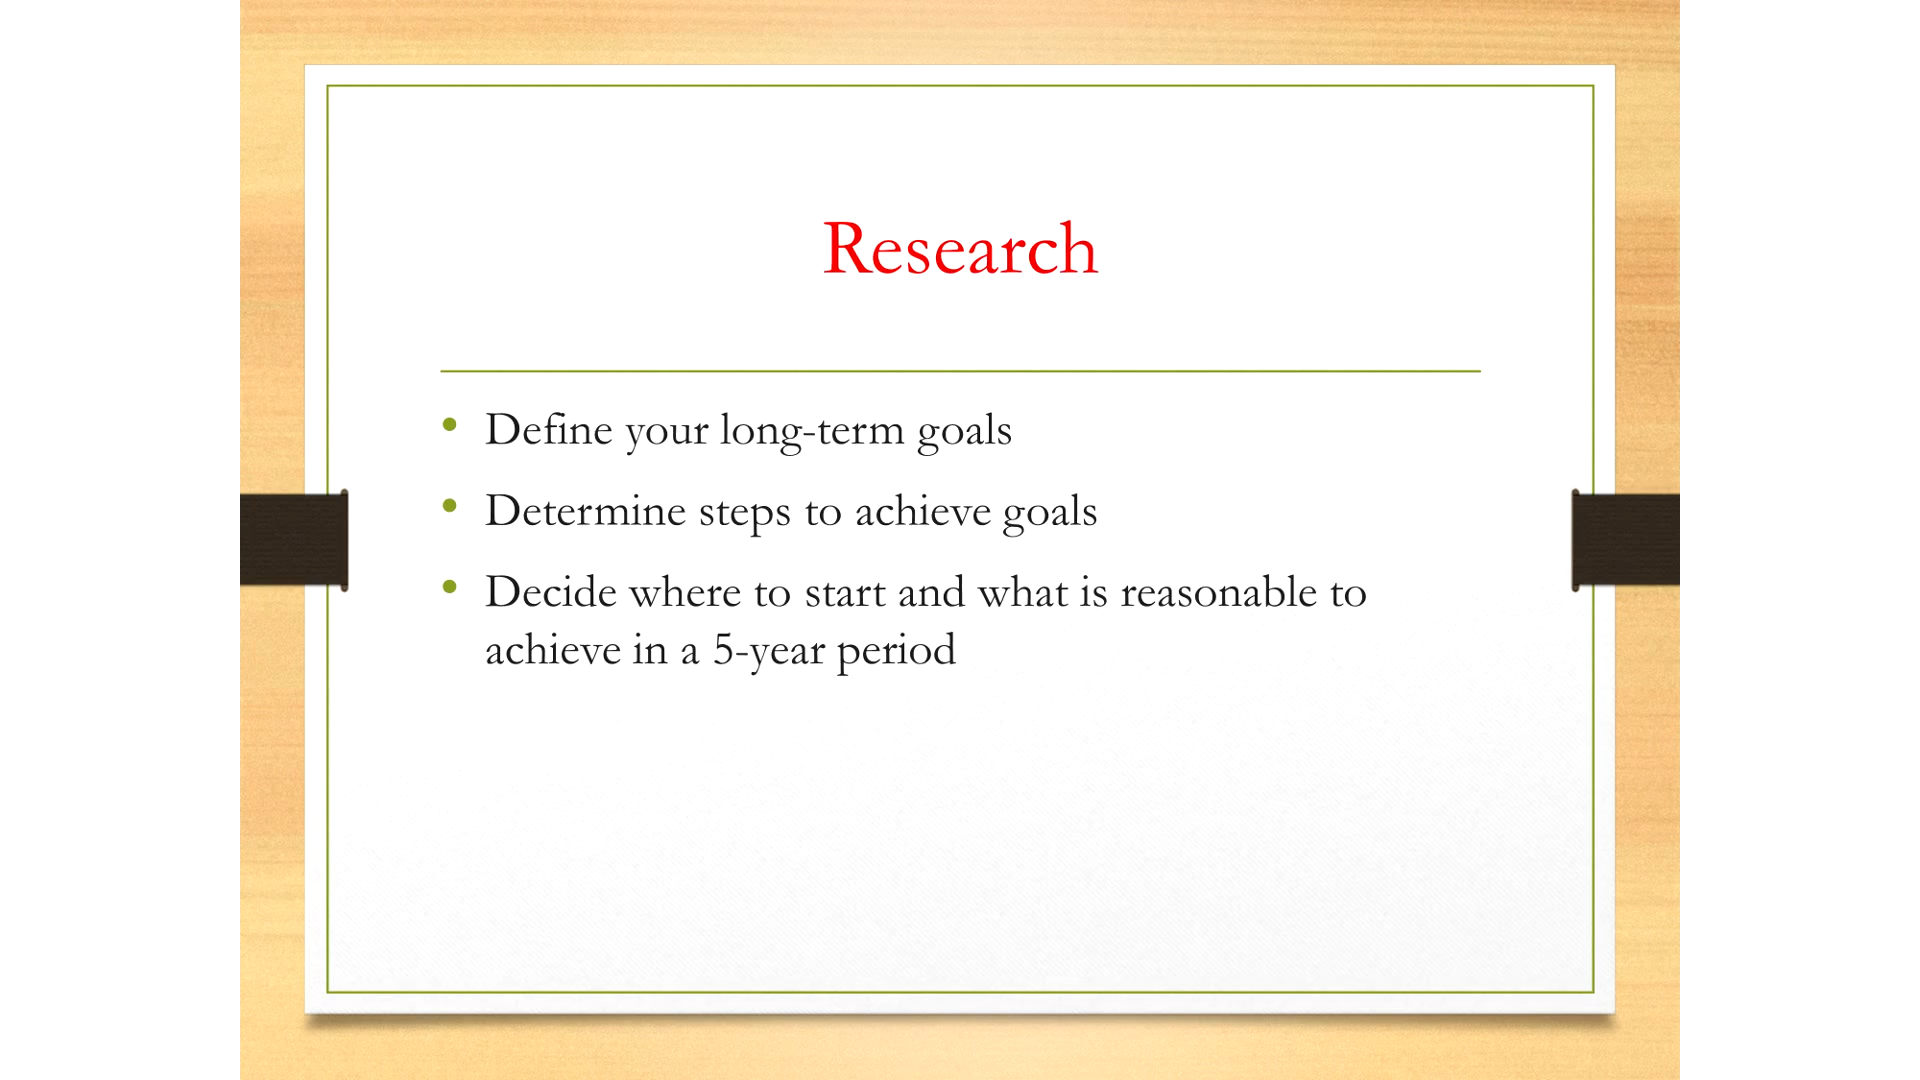 Research
• Define your long-term goals
• Determine steps to achieve goals
• Decide where to start and what is reasonable to
achieve in a 5-year period